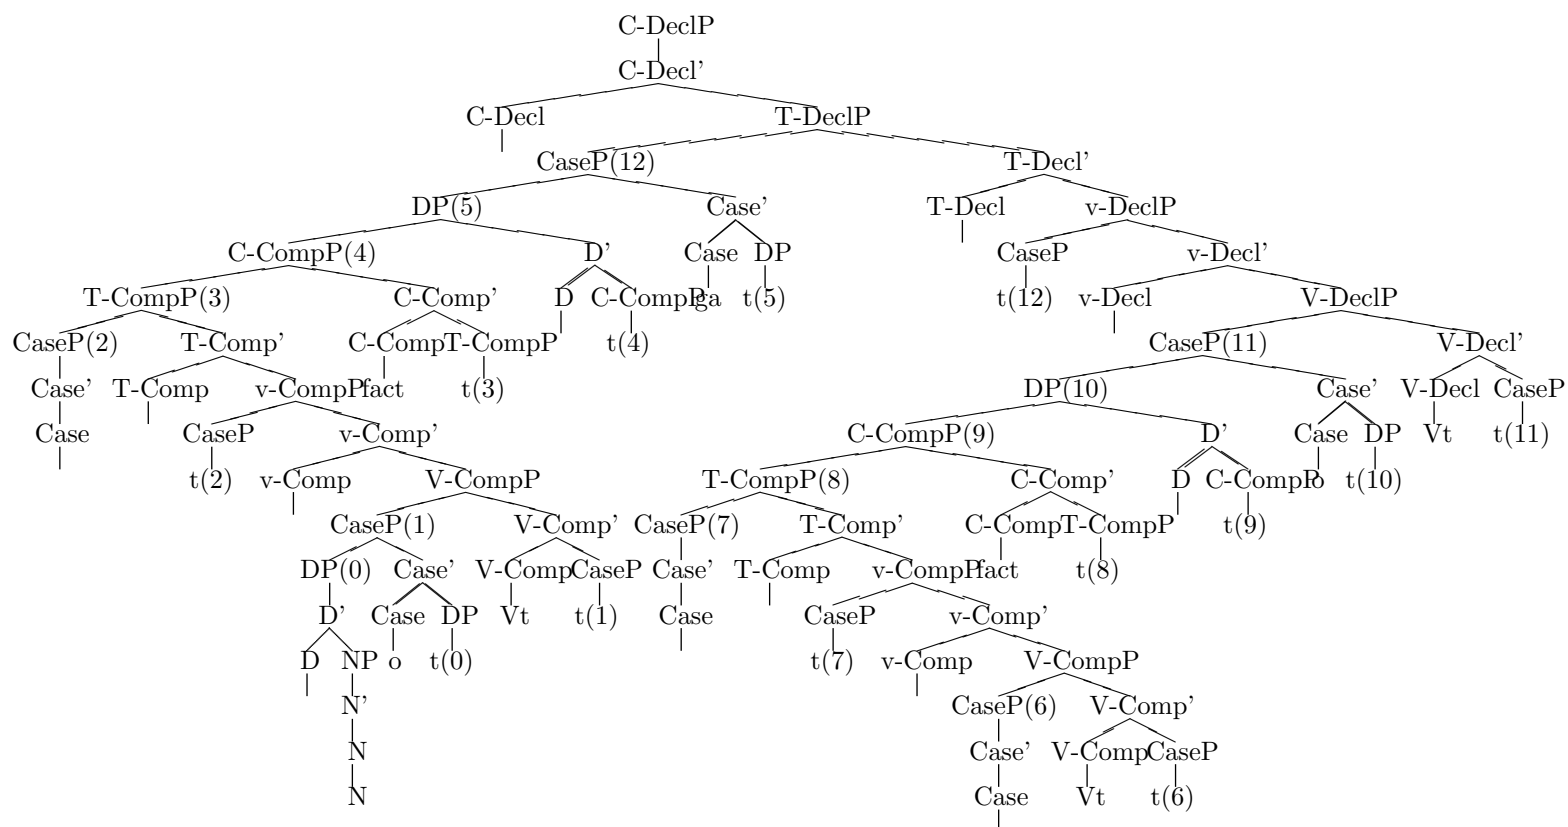 C-DeclP
C-Decl'
C-Decl T-DeclP
CaseP(12) T-Decl'
DP(5) Case' T-Decl v-DeclP
C-CompP(4) D' Case DP CaseP v-Decl'
T-CompP(3) C-Comp' D C-CompP ga t(5) t(12) v-Decl V-DeclP
CaseP(2) T-Comp' C-Comp T-CompP t(4) CaseP(11) V-Decl'
Case' T-Comp v-CompP fact t(3) DP(10) Case' V-Decl CaseP
Case CaseP v-Comp' C-CompP(9) D' Case DP Vt t(11)
t(2) v-Comp V-CompP T-CompP(8) C-Comp' D C-CompP o t(10)
CaseP(1) V-Comp' CaseP(7) T-Comp' C-Comp T-CompP t(9)
DP(0) Case' V-Comp CaseP Case' T-Comp v-CompP fact t(8)
D' Case DP Vt t(1) Case CaseP v-Comp'
D NP o t(0) t(7) v-Comp V-CompP
N' CaseP(6) V-Comp'
N Case' V-Comp CaseP
N Case Vt t(6)